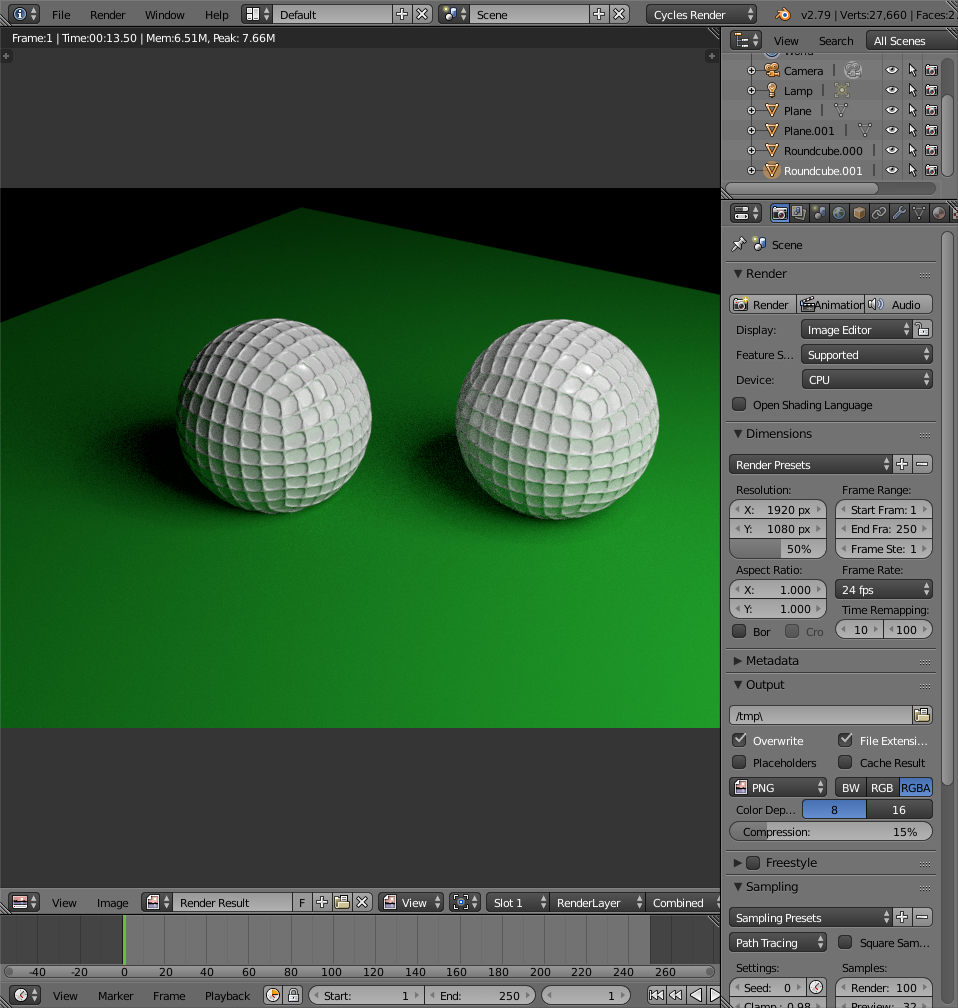 File Render Window Help Default Scene Cycles Render v2.79 | Verts:27,660 | Faces:2
Frame:1 | Time:00:13.50 | Mem:6.51M, Peak: 7.66M
View Search All Scenes
Camera
Lamp
Plane
Plane.001
Roundcube.000
Roundcube.001
Scene
Render
Render Animation Audio
Display: Image Editor
Feature S... Supported
Device: CPU
Open Shading Language
Dimensions
Render Presets
Resolution: Frame Range:
X: 1920 px Start Fram: 1
Y: 1080 px End Fra: 250
50% Frame Ste: 1
Aspect Ratio: Frame Rate:
X: 1.000 24 fps
Y: 1.000 Time Remapping:
Bor Cro 10 100
Metadata
Output
/tmp\
Overwrite File Extensi...
Placeholders Cache Result
PNG BW RGB RGBA
Color Dep... 8 16
Compression: 15%
Freestyle
Sampling
Sampling Presets
Path Tracing Square Sam...
Settings: Samples:
Seed: 0 Render: 100
Clamp: 0.98 Preview: 32
View Image Render Result F View Slot 1 RenderLayer Combined
-40 -20 0 20 40 60 80 100 120 140 160 180 200 220 240 260
View Marker Frame Playback Start: 1 End: 250 1